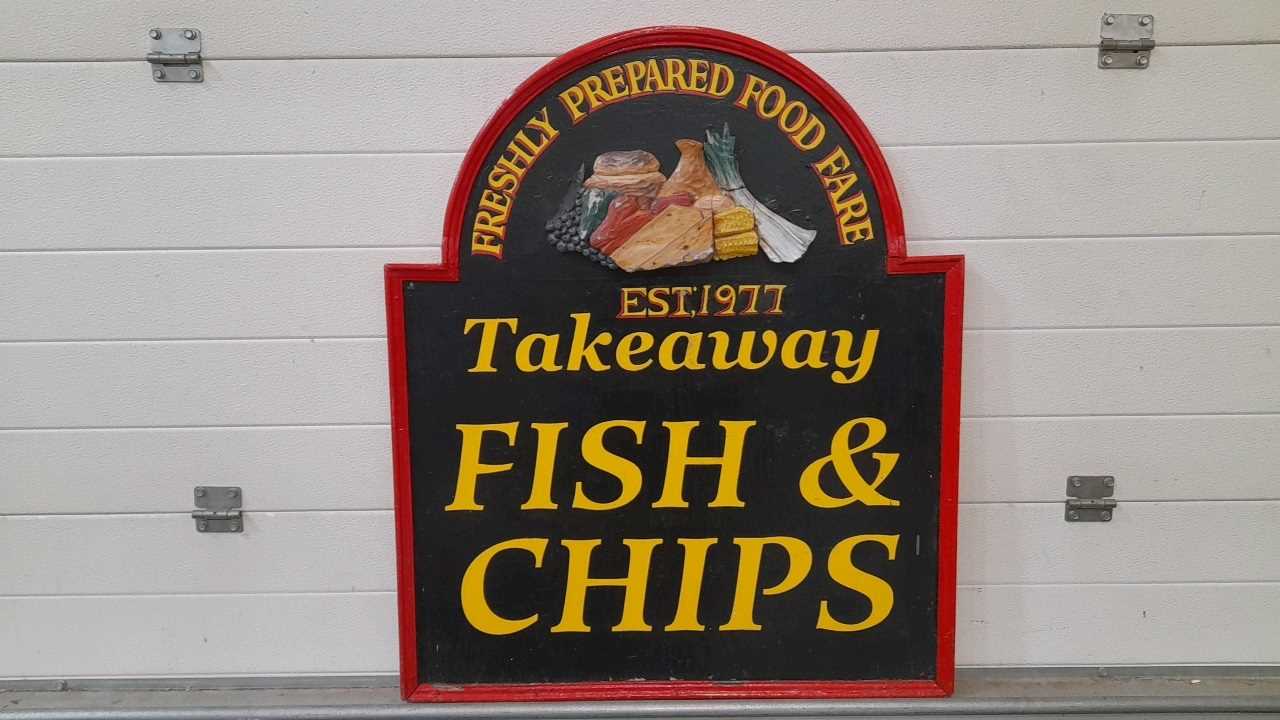 FRESHLY PREPARED FOOD FARE
EST, 1977
Takeaway
FISH &
CHIPS